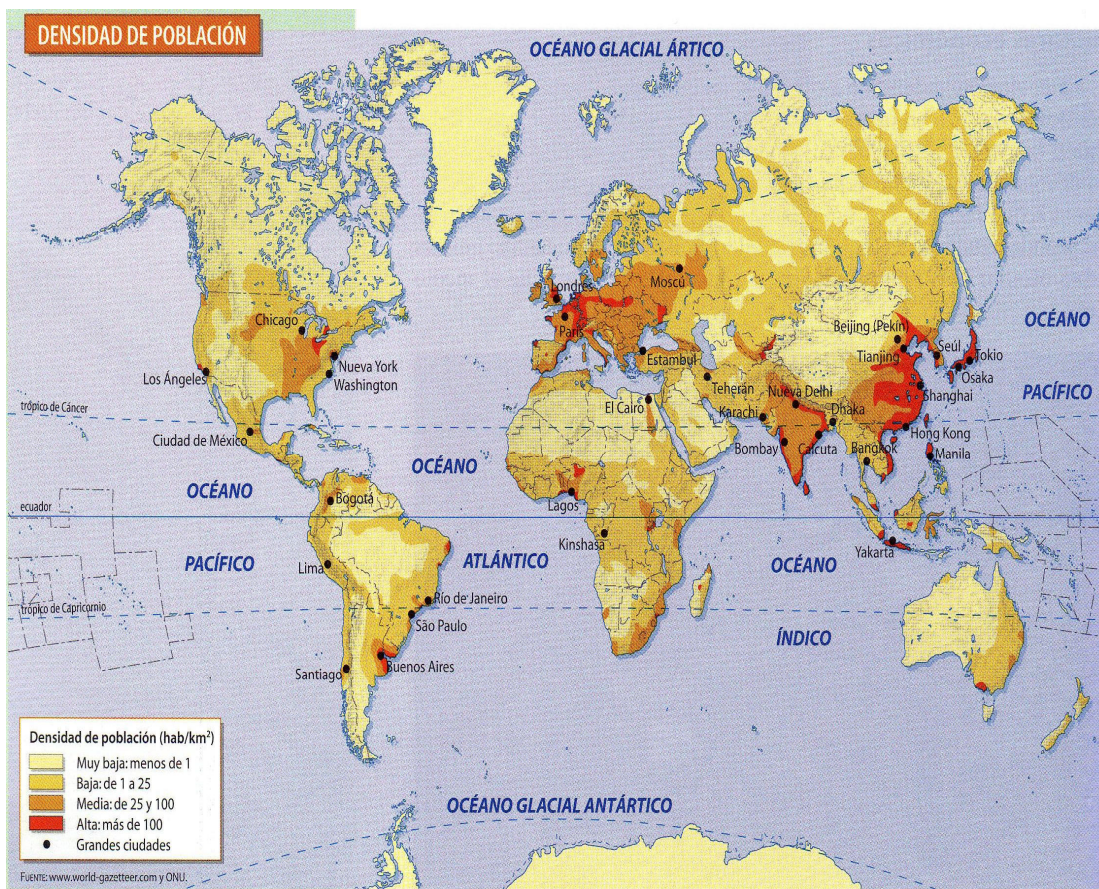 DENSIDAD DE POBLACIÓN
OCÉANO GLACIAL ÁRTICO
Londres
Moscú
París
Estambul
Chicago
Nueva York
Washington
Los Ángeles
Beijing (Pekín)
Seúl
Tianjing
Tokio
Osaka
Shanghai
OCÉANO
PACÍFICO
Teherán
Nueva Delhi
Karachi
Dhaka
El Cairo
trópico de Cáncer
Ciudad de México
Bombay
Calcuta
Bangkok
Hong Kong
Manila
OCÉANO
PACÍFICO
OCÉANO
ATLÁNTICO
Bogotá
Lagos
ecuador
Kinshasa
Yakarta
Lima
OCÉANO
ÍNDICO
Río de Janeiro
trópico de Capricornio
São Paulo
Buenos Aires
Santiago
Densidad de población (hab/km²)
Muy baja: menos de 1
Baja: de 1 a 25
Media: de 25 y 100
Alta: más de 100
Grandes ciudades
OCÉANO GLACIAL ANTÁRTICO
FUENTE: www.world-gazetteer.com y ONU.